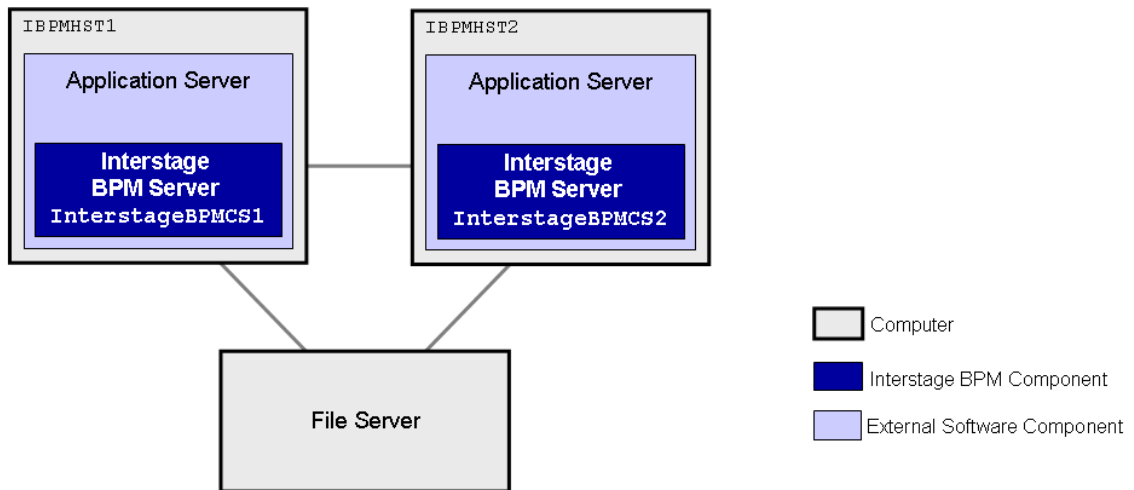 IBPMHST1
Application Server
Interstage
BPM Server
InterstageBPMCS1
IBPMHST2
Application Server
Interstage
BPM Server
InterstageBPMCS2
File Server
Computer
Interstage BPM Component
External Software Component